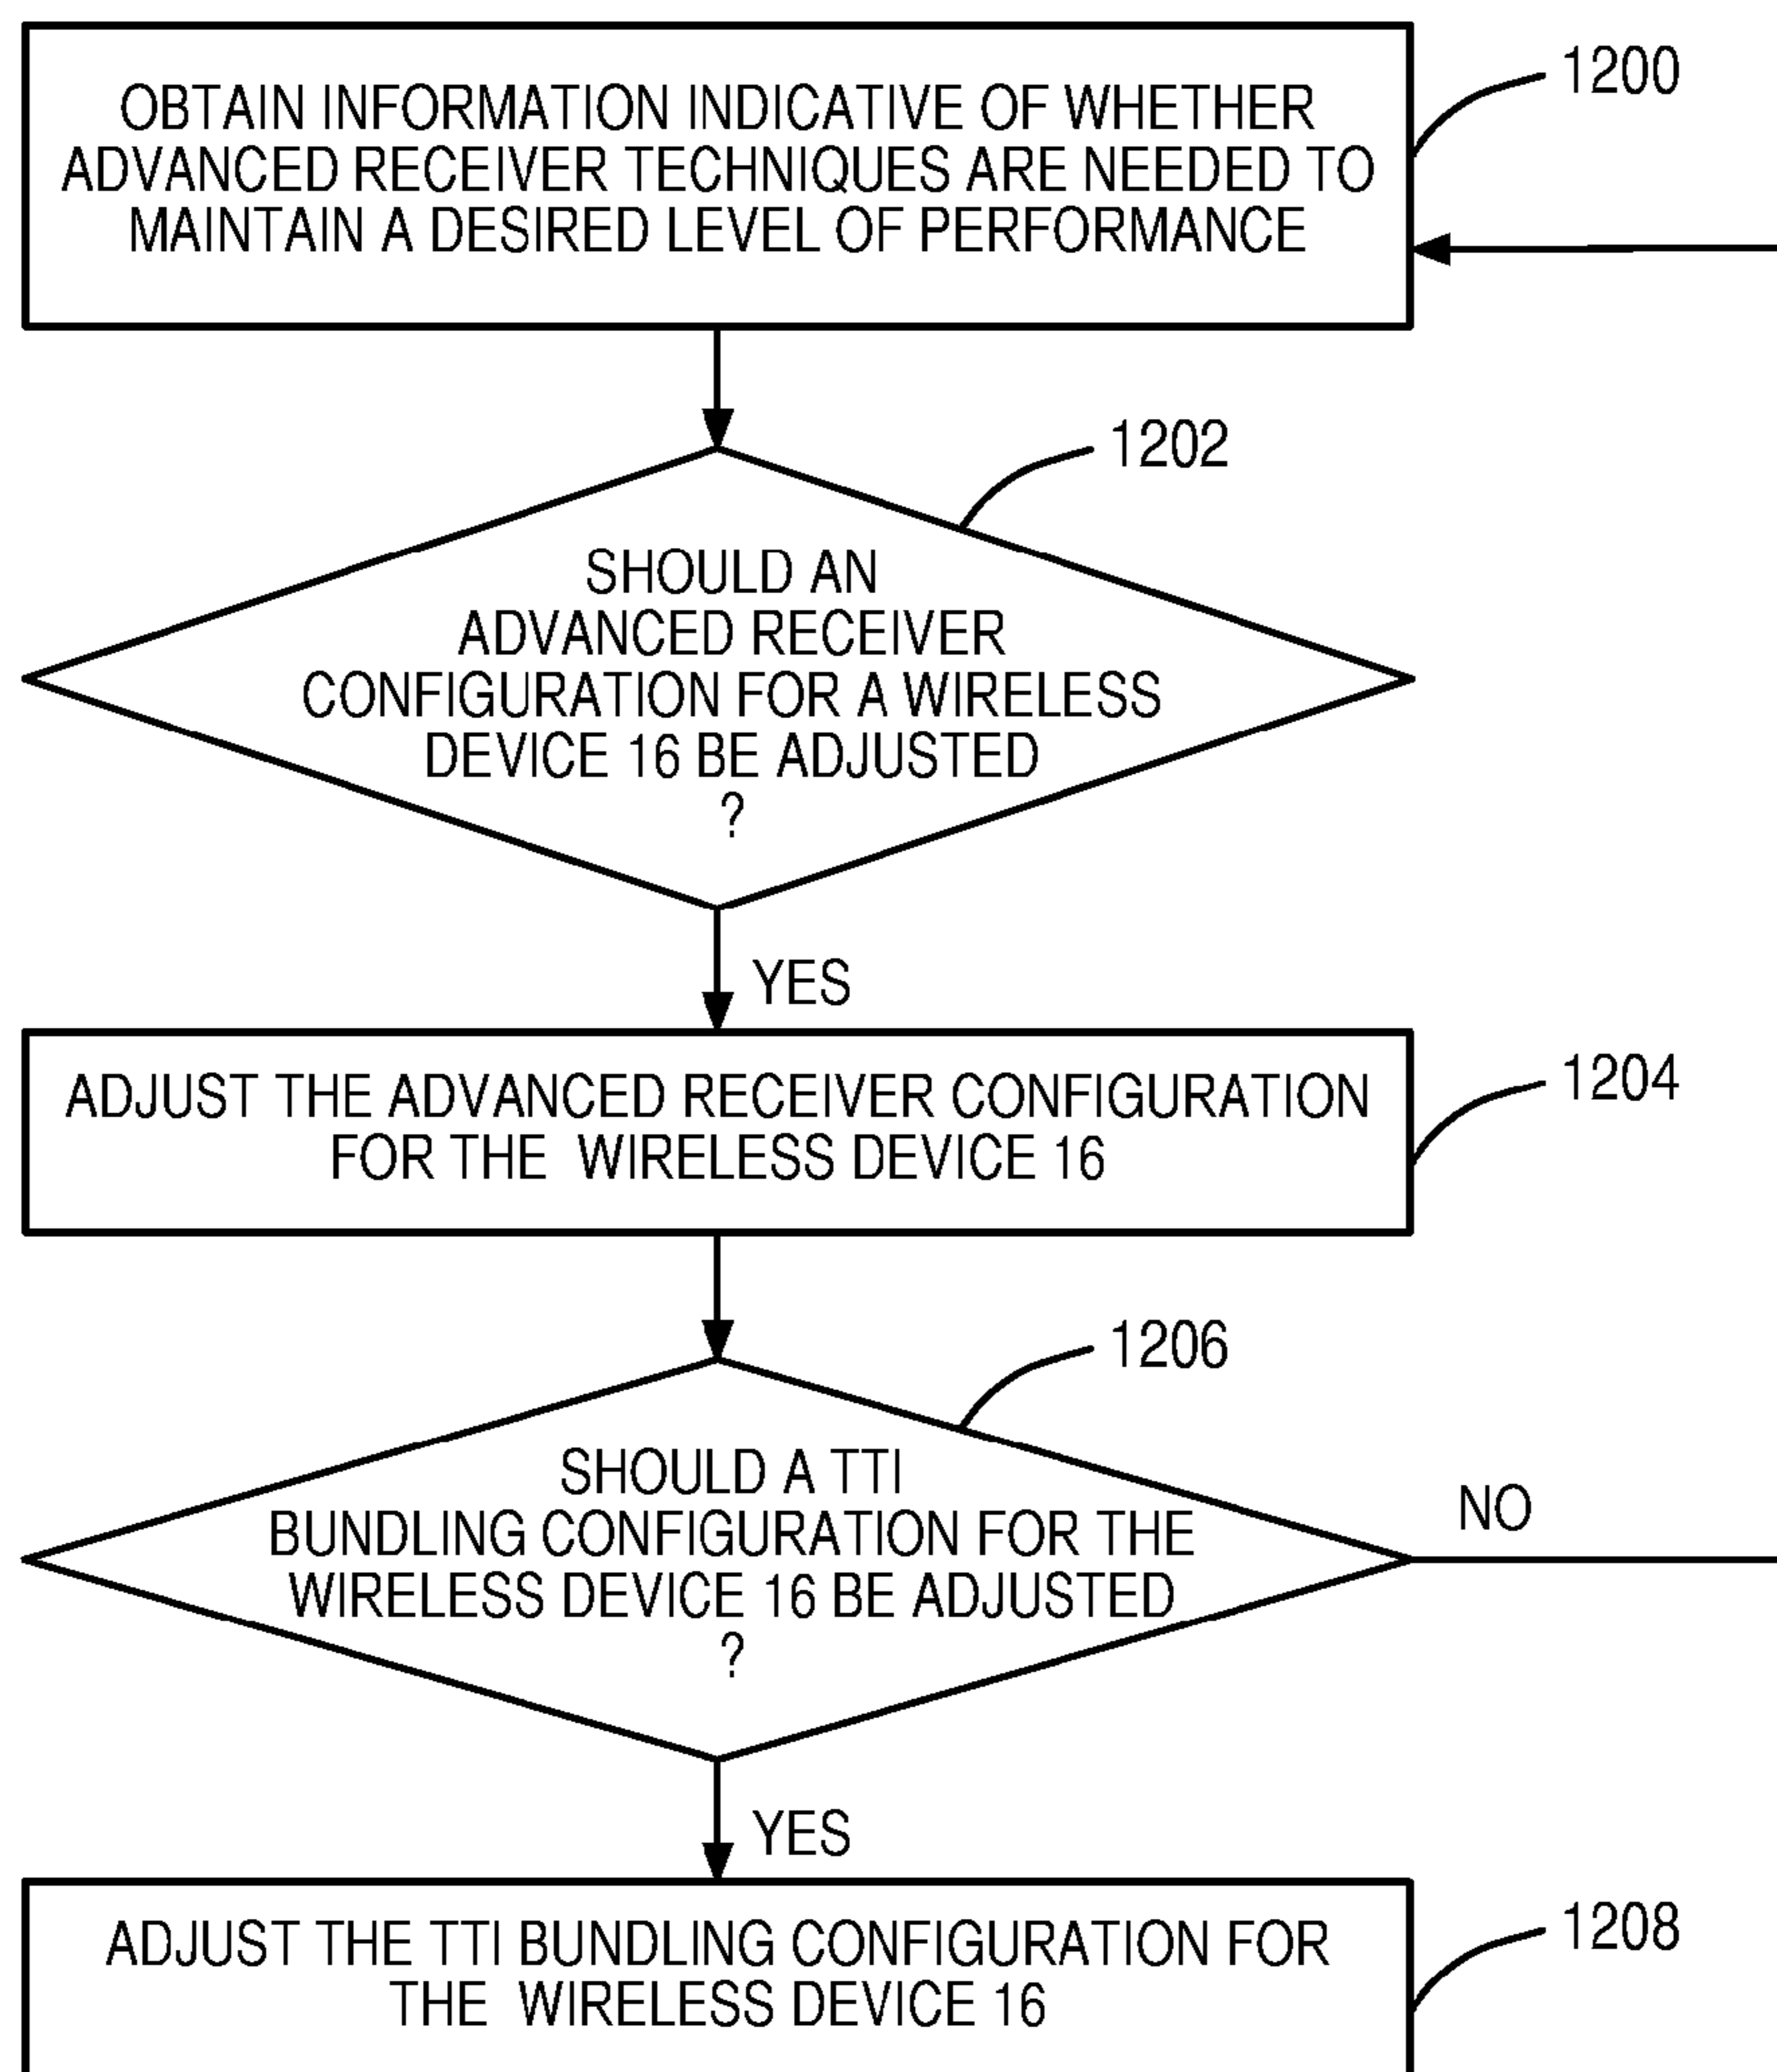 OBTAIN INFORMATION INDICATIVE OF WHETHER
ADVANCED RECEIVER TECHNIQUES ARE NEEDED TO
MAINTAIN A DESIRED LEVEL OF PERFORMANCE
1200
1202
SHOULD AN
ADVANCED RECEIVER
CONFIGURATION FOR A WIRELESS
DEVICE 16 BE ADJUSTED
?
YES
ADJUST THE ADVANCED RECEIVER CONFIGURATION
FOR THE WIRELESS DEVICE 16
1204
1206
SHOULD A TTI
BUNDLING CONFIGURATION FOR THE
WIRELESS DEVICE 16 BE ADJUSTED
?
NO
YES
ADJUST THE TTI BUNDLING CONFIGURATION FOR
THE WIRELESS DEVICE 16
1208